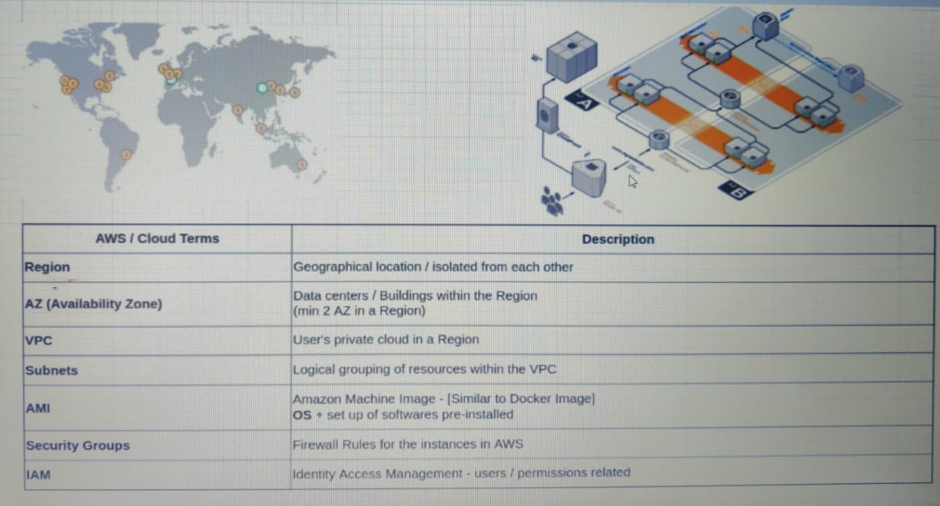 A
B
AWS / Cloud Terms
Description
Region
Geographical location / isolated from each other
AZ (Availability Zone)
Data centers / Buildings within the Region
(min 2 AZ in a Region)
VPC
User's private cloud in a Region
Subnets
Logical grouping of resources within the VPC
AMI
Amazon Machine Image - [Similar to Docker Image]
OS + set up of softwares pre-installed
Security Groups
Firewall Rules for the instances in AWS
IAM
Identity Access Management - users / permissions related